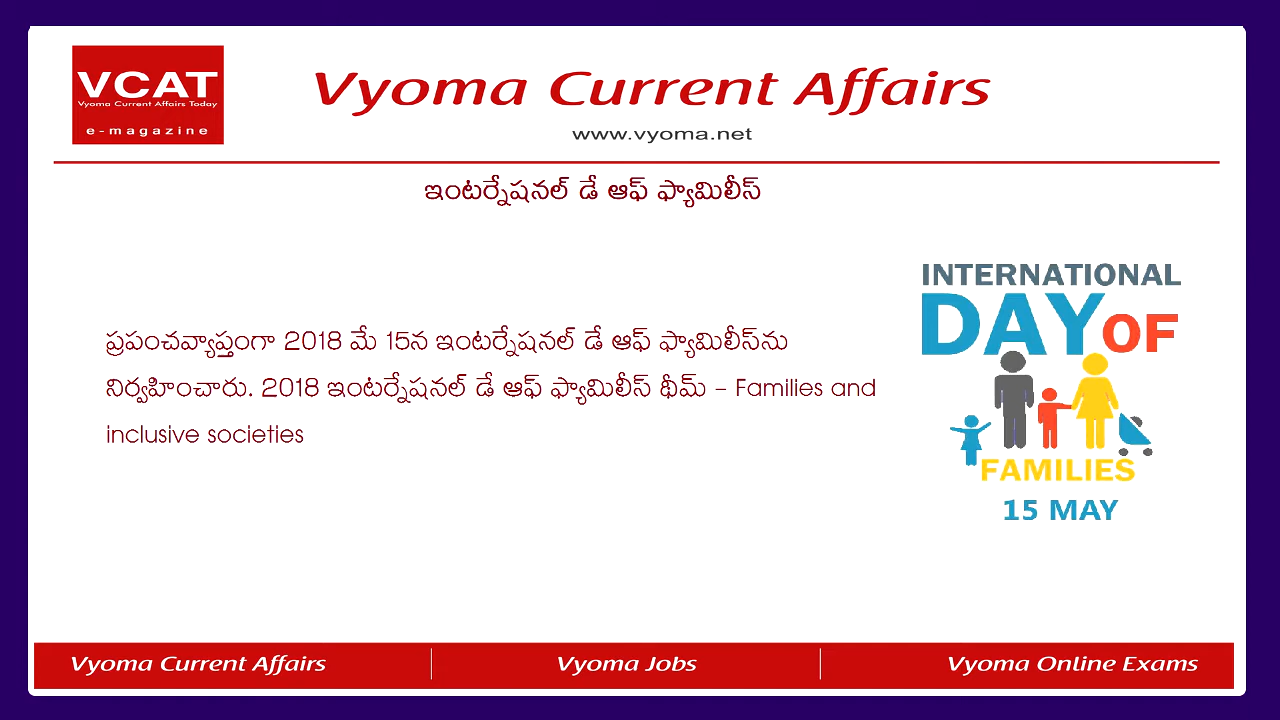 VCAT
Vyoma Current Affairs Today
e-magazine
Vyoma Current Affairs
www.vyoma.net
ఇంటర్నేషనల్ డే ఆఫ్ ఫ్యామిలీస్
ప్రపంచవ్యాప్తంగా 2018 మే 15న ఇంటర్నేషనల్ డే ఆఫ్ ఫ్యామిలీస్‌ను
నిర్వహించారు. 2018 ఇంటర్నేషనల్ డే ఆఫ్ ఫ్యామిలీస్ థీమ్ – Families and
inclusive societies
INTERNATIONAL
DAY OF
FAMILIES
15 MAY
Vyoma Current Affairs
Vyoma Jobs
Vyoma Online Exams